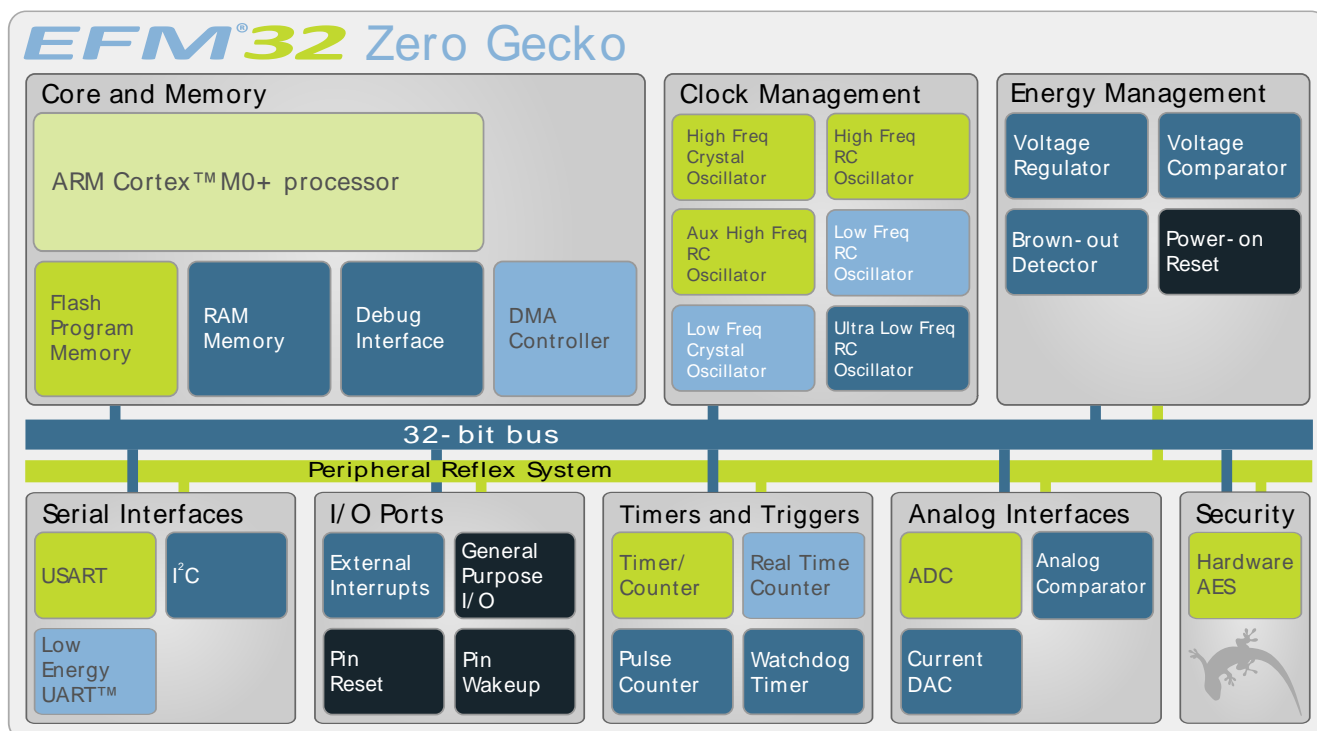 EFM®32 Zero Gecko
Core and Memory
ARM Cortex™ M0+ processor
Flash
Program
Memory
RAM
Memory
Debug
Interface
DMA
Controller
Clock Management
High Freq
Crystal
Oscillator
High Freq
RC
Oscillator
Aux High Freq
RC
Oscillator
Low Freq
RC
Oscillator
Low Freq
Crystal
Oscillator
Ultra Low Freq
RC
Oscillator
Energy Management
Voltage
Regulator
Voltage
Comparator
Brown-out
Detector
Power-on
Reset
32-bit bus
Peripheral Reflex System
Serial Interfaces
USART
I²C
Low
Energy
UART™
I/O Ports
External
Interrupts
General
Purpose
I/O
Pin
Reset
Pin
Wakeup
Timers and Triggers
Timer/
Counter
Real Time
Counter
Pulse
Counter
Watchdog
Timer
Analog Interfaces
ADC
Analog
Comparator
Current
DAC
Security
Hardware
AES